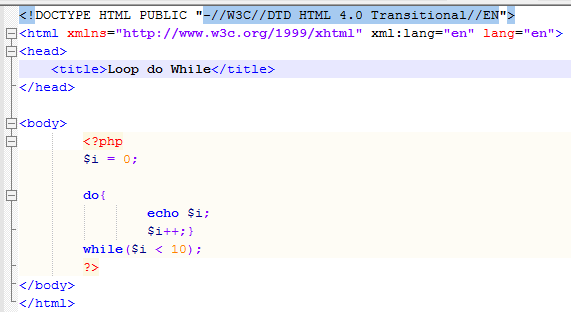 <!DOCTYPE HTML PUBLIC "-//W3C//DTD HTML 4.0 Transitional//EN">
<html xmlns="http://www.w3c.org/1999/xhtml" xml:lang="en" lang="en">
<head>
<title>Loop do While</title>
</head>
<body>
<?php
$i = 0;
do{
echo $i;
$i++;}
while($i < 10);
?>
</body>
</html>